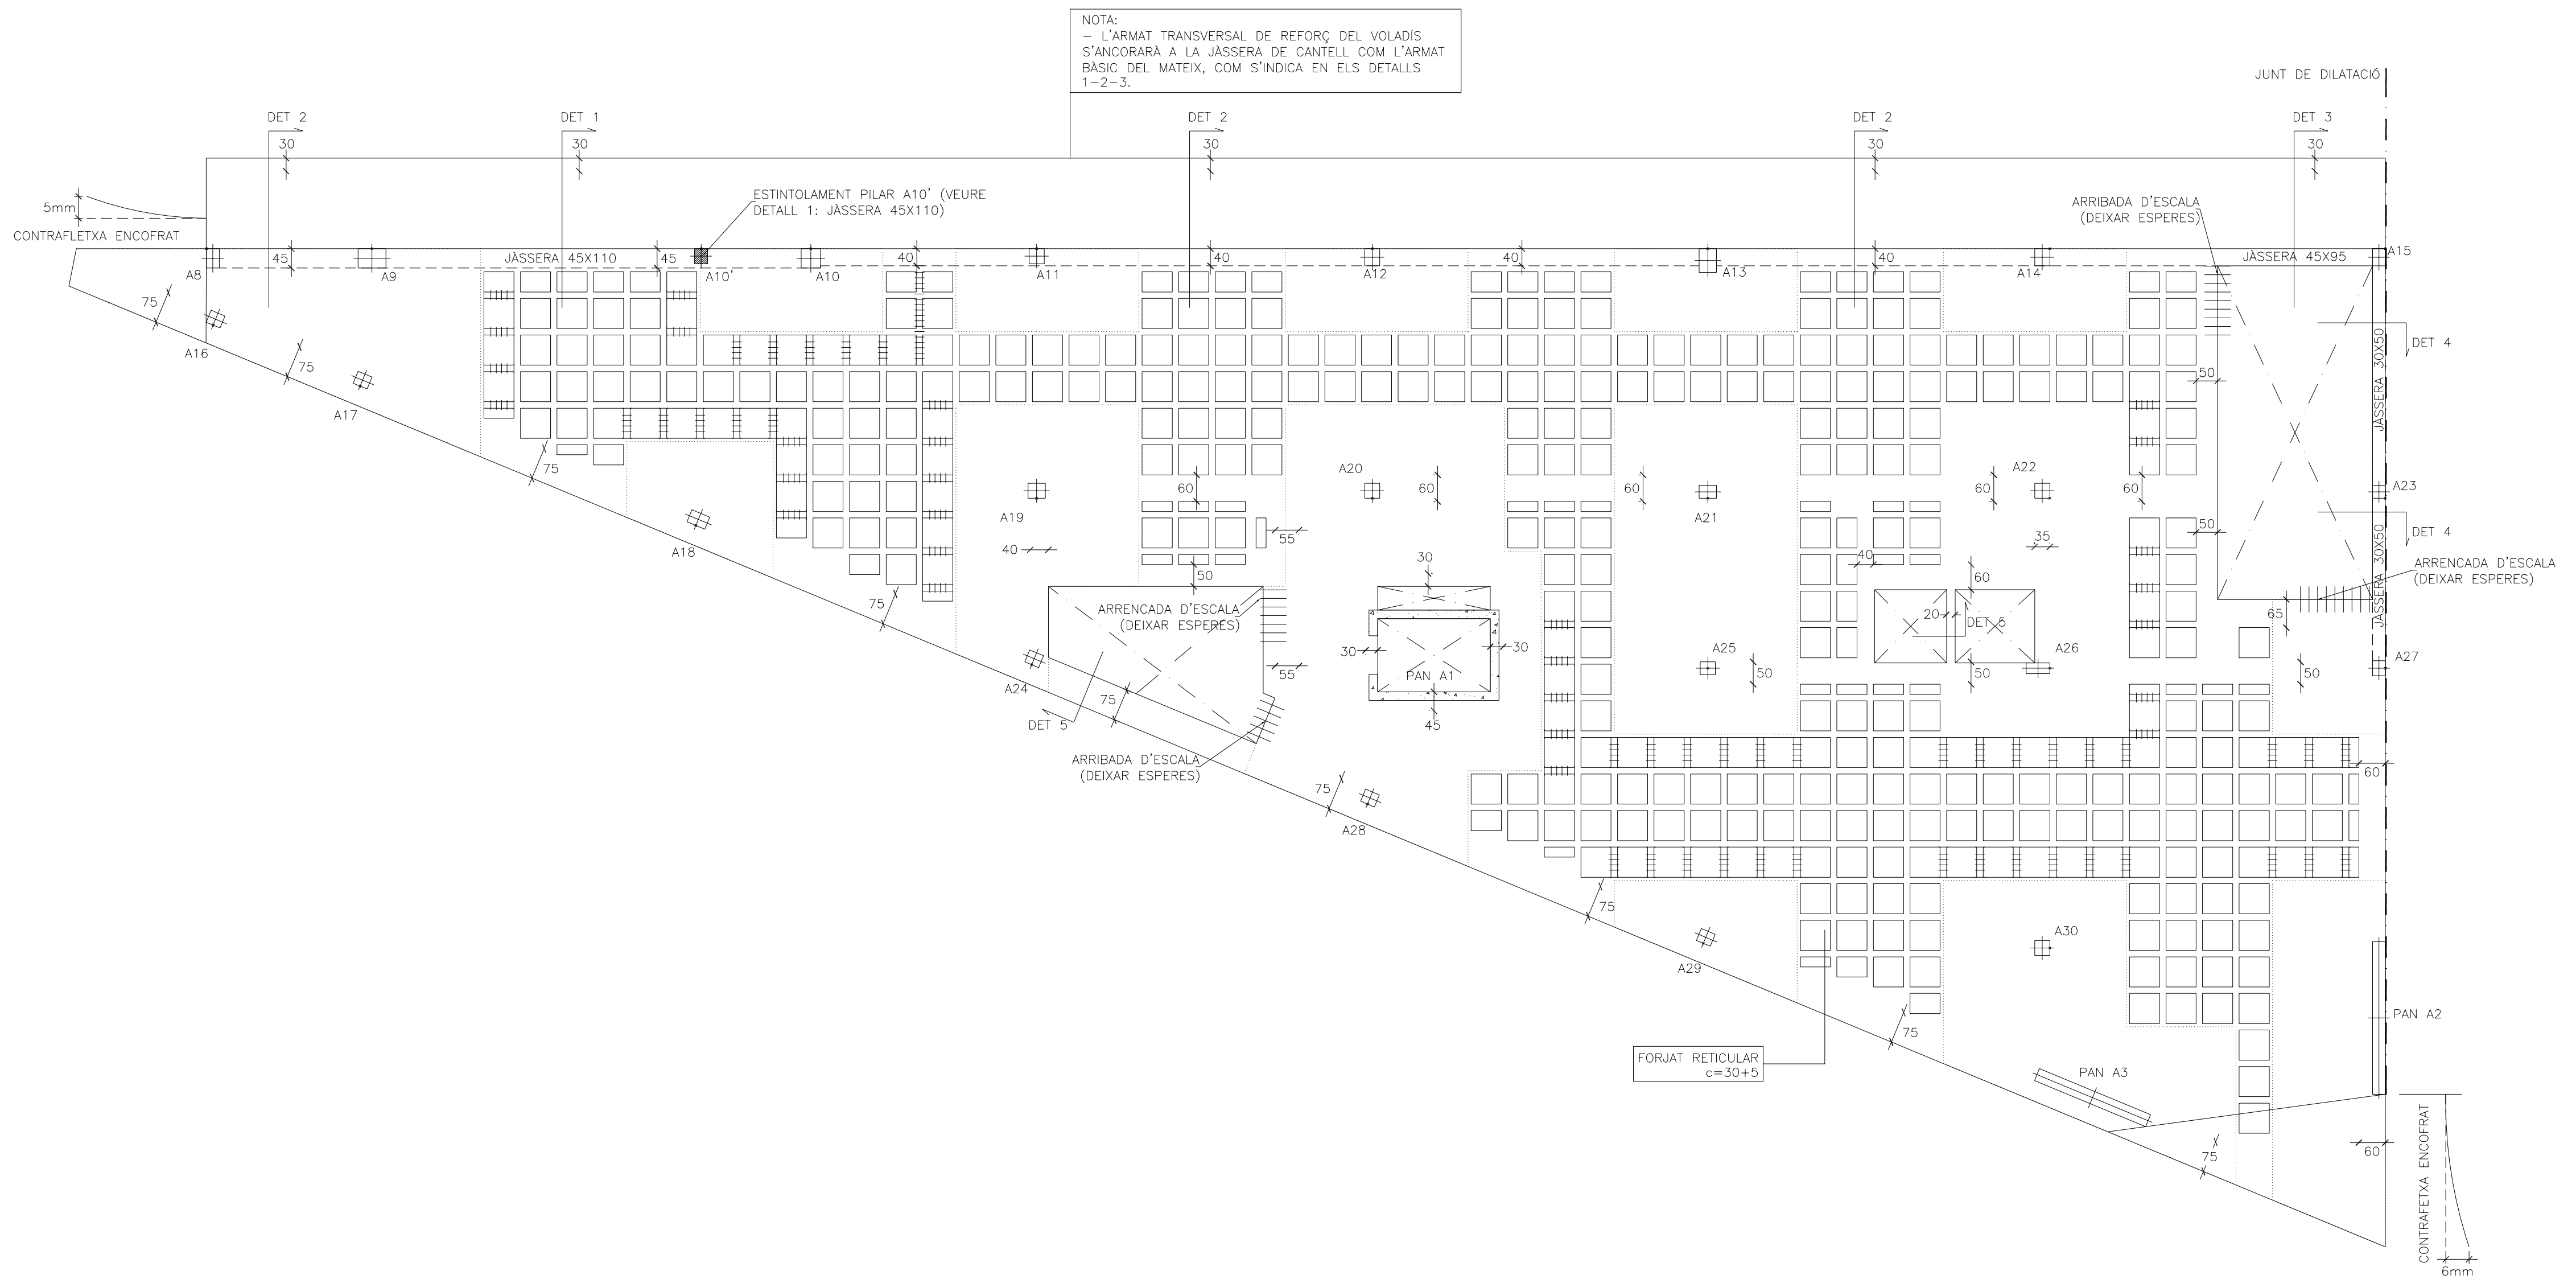 NOTA:
– L'ARMAT TRANSVERSAL DE REFORÇ DEL VOLADÍS
S'ANCORARÀ A LA JÀSSERA DE CANTELL COM L'ARMAT
BÀSIC DEL MATEIX, COM S'INDICA EN ELS DETALLS
1–2–3.
JUNT DE DILATACIÓ
DET 2
DET 1
DET 2
DET 2
DET 3
30
30
30
30
30
ESTINTOLAMENT PILAR A10' (VEURE
DETALL 1: JÀSSERA 45X110)
ARRIBADA D'ESCALA
(DEIXAR ESPERES)
5mm
CONTRAFLETXA ENCOFRAT
A8
45
A9
JÀSSERA 45X110
45
A10'
A10
40
A11
40
A12
40
A13
40
A14
JÀSSERA 45X95
A15
75
A16
75
A17
DET 4
50
JÀSSERA 30X50
75
A18
A19
60
A20
60
60
A21
A22
60
60
A23
50
DET 4
JÀSSERA 30X50
40
55
50
30
40
35
60
ARRENCADA D'ESCALA
(DEIXAR ESPERES)
75
ARRENCADA D'ESCALA
(DEIXAR ESPERES)
20
DET 5
65
A24
75
55
30
30
PAN A1
45
A25
50
A26
50
50
A27
DET 5
ARRIBADA D'ESCALA
(DEIXAR ESPERES)
75
A28
60
75
A29
A30
75
FORJAT RETICULAR
c=30+5
PAN A2
PAN A3
75
60
CONTRAFETXA ENCOFRAT
6mm